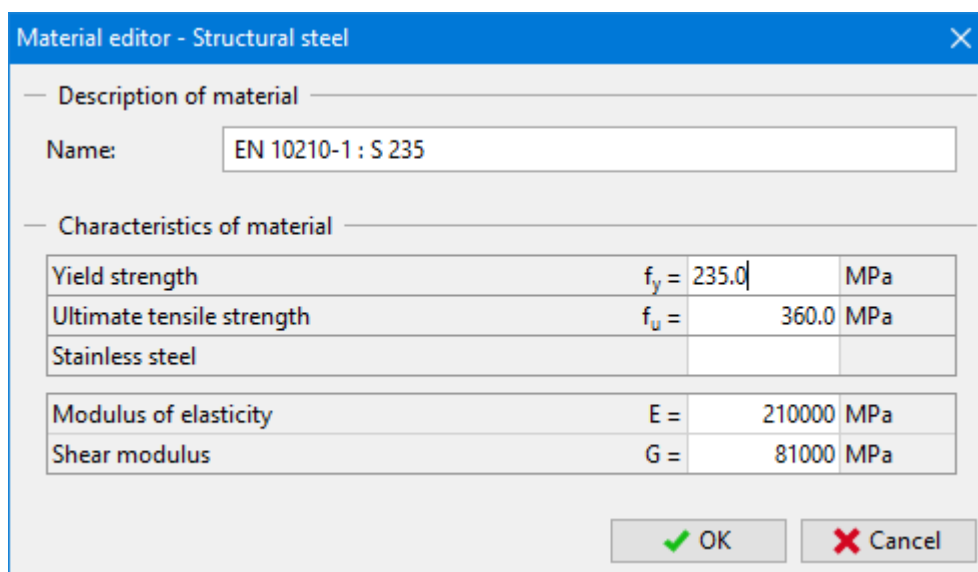 Material editor - Structural steel
Description of material
Name: EN 10210-1 : S 235
Characteristics of material
Yield strength fy = 235.0 MPa
Ultimate tensile strength fu = 360.0 MPa
Stainless steel
Modulus of elasticity E = 210000 MPa
Shear modulus G = 81000 MPa
OK Cancel